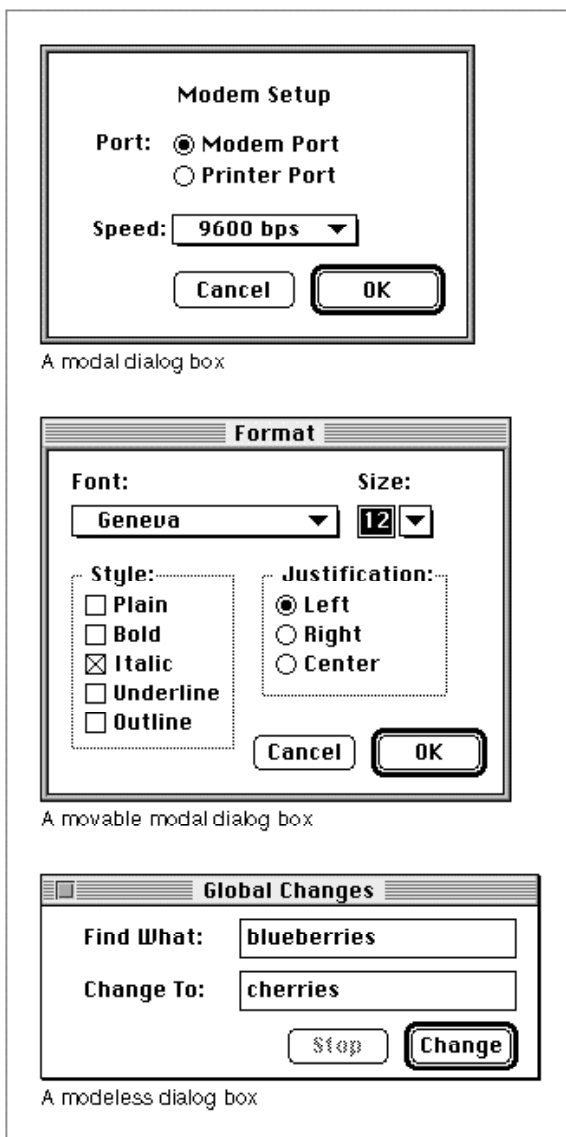 Modem Setup
Port: Modem Port
Printer Port
Speed: 9600 bps
Cancel OK
A modal dialog box
Format
Font: Size:
Geneva 12
Style: Justification:
Plain Left
Bold Right
Italic Center
Underline
Outline
Cancel OK
A movable modal dialog box
Global Changes
Find What: blueberries
Change To: cherries
Stop Change
A modeless dialog box